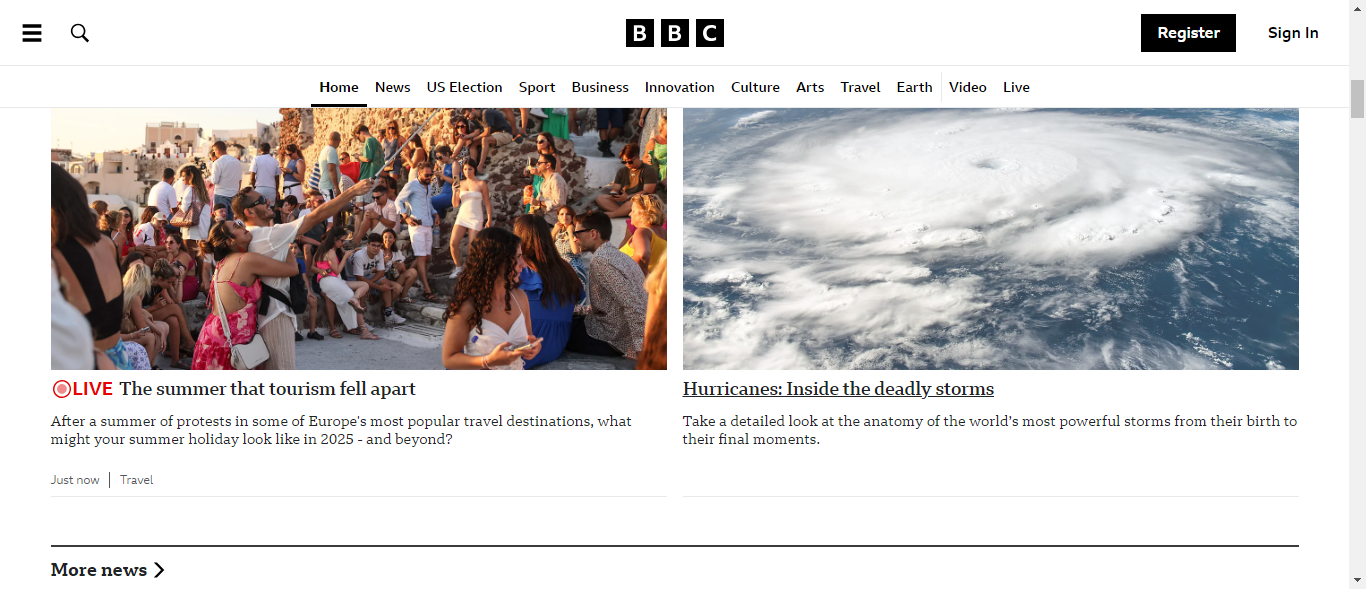 BBC
Register
Sign In
Home News US Election Sport Business Innovation Culture Arts Travel Earth Video Live
LIVE The summer that tourism fell apart
After a summer of protests in some of Europe's most popular travel destinations, what
might your summer holiday look like in 2025 - and beyond?
Just now | Travel
Hurricanes: Inside the deadly storms
Take a detailed look at the anatomy of the world’s most powerful storms from their birth to
their final moments.
More news